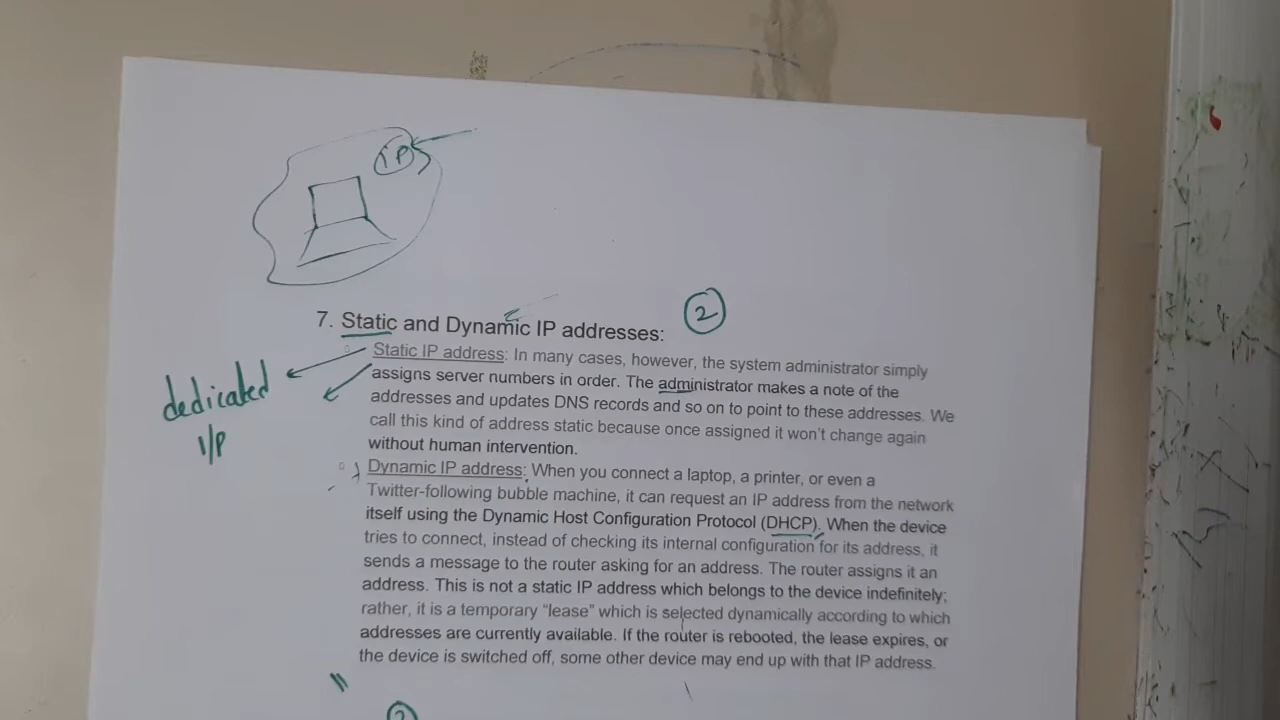 IP
2
7. Static and Dynamic IP addresses:
Static IP address: In many cases, however, the system administrator simply
assigns server numbers in order. The administrator makes a note of the
addresses and updates DNS records and so on to point to these addresses. We
call this kind of address static because once assigned it won't change again
without human intervention.
dedicated
I/P
Dynamic IP address: When you connect a laptop, a printer, or even a
Twitter-following bubble machine, it can request an IP address from the network
itself using the Dynamic Host Configuration Protocol (DHCP). When the device
tries to connect, instead of checking its internal configuration for its address, it
sends a message to the router asking for an address. The router assigns it an
address. This is not a static IP address which belongs to the device indefinitely;
rather, it is a temporary "lease" which is selected dynamically according to which
addresses are currently available. If the router is rebooted, the lease expires, or
the device is switched off, some other device may end up with that IP address.